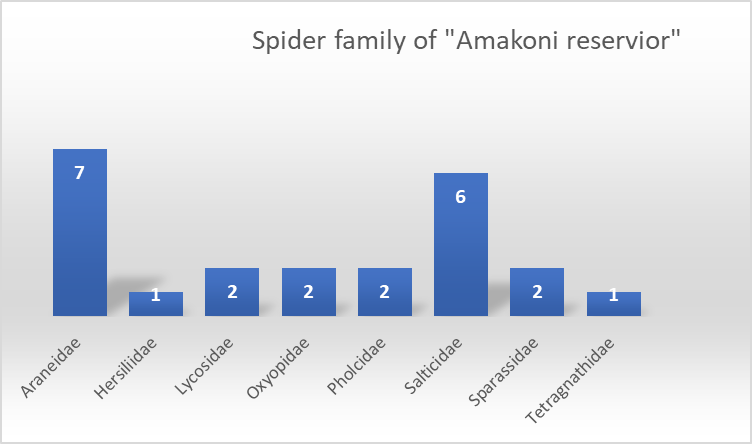 Spider family of "Amakoni reservior"
7
1
2
2
2
6
2
1
Araneidae
Hersiliidae
Lycosidae
Oxyopidae
Pholcidae
Salticidae
Sparassidae
Tetragnathidae